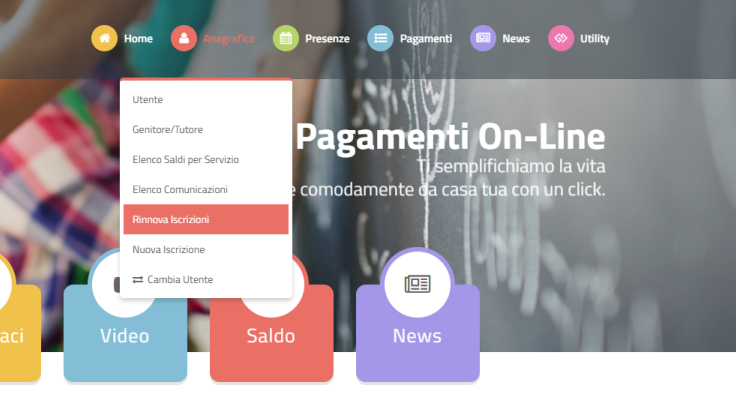 Home
Anagrafica
Presenze
Pagamenti
News
Utility
Utente
Genitore/Tutore
Elenco Saldi per Servizio
Elenco Comunicazioni
Rinnova Iscrizioni
Nuova Iscrizione
Cambia Utente
Pagamenti On-Line
Ti semplifichiamo la vita
e comodamente da casa tua con un click.
aci
Video
Saldo
News